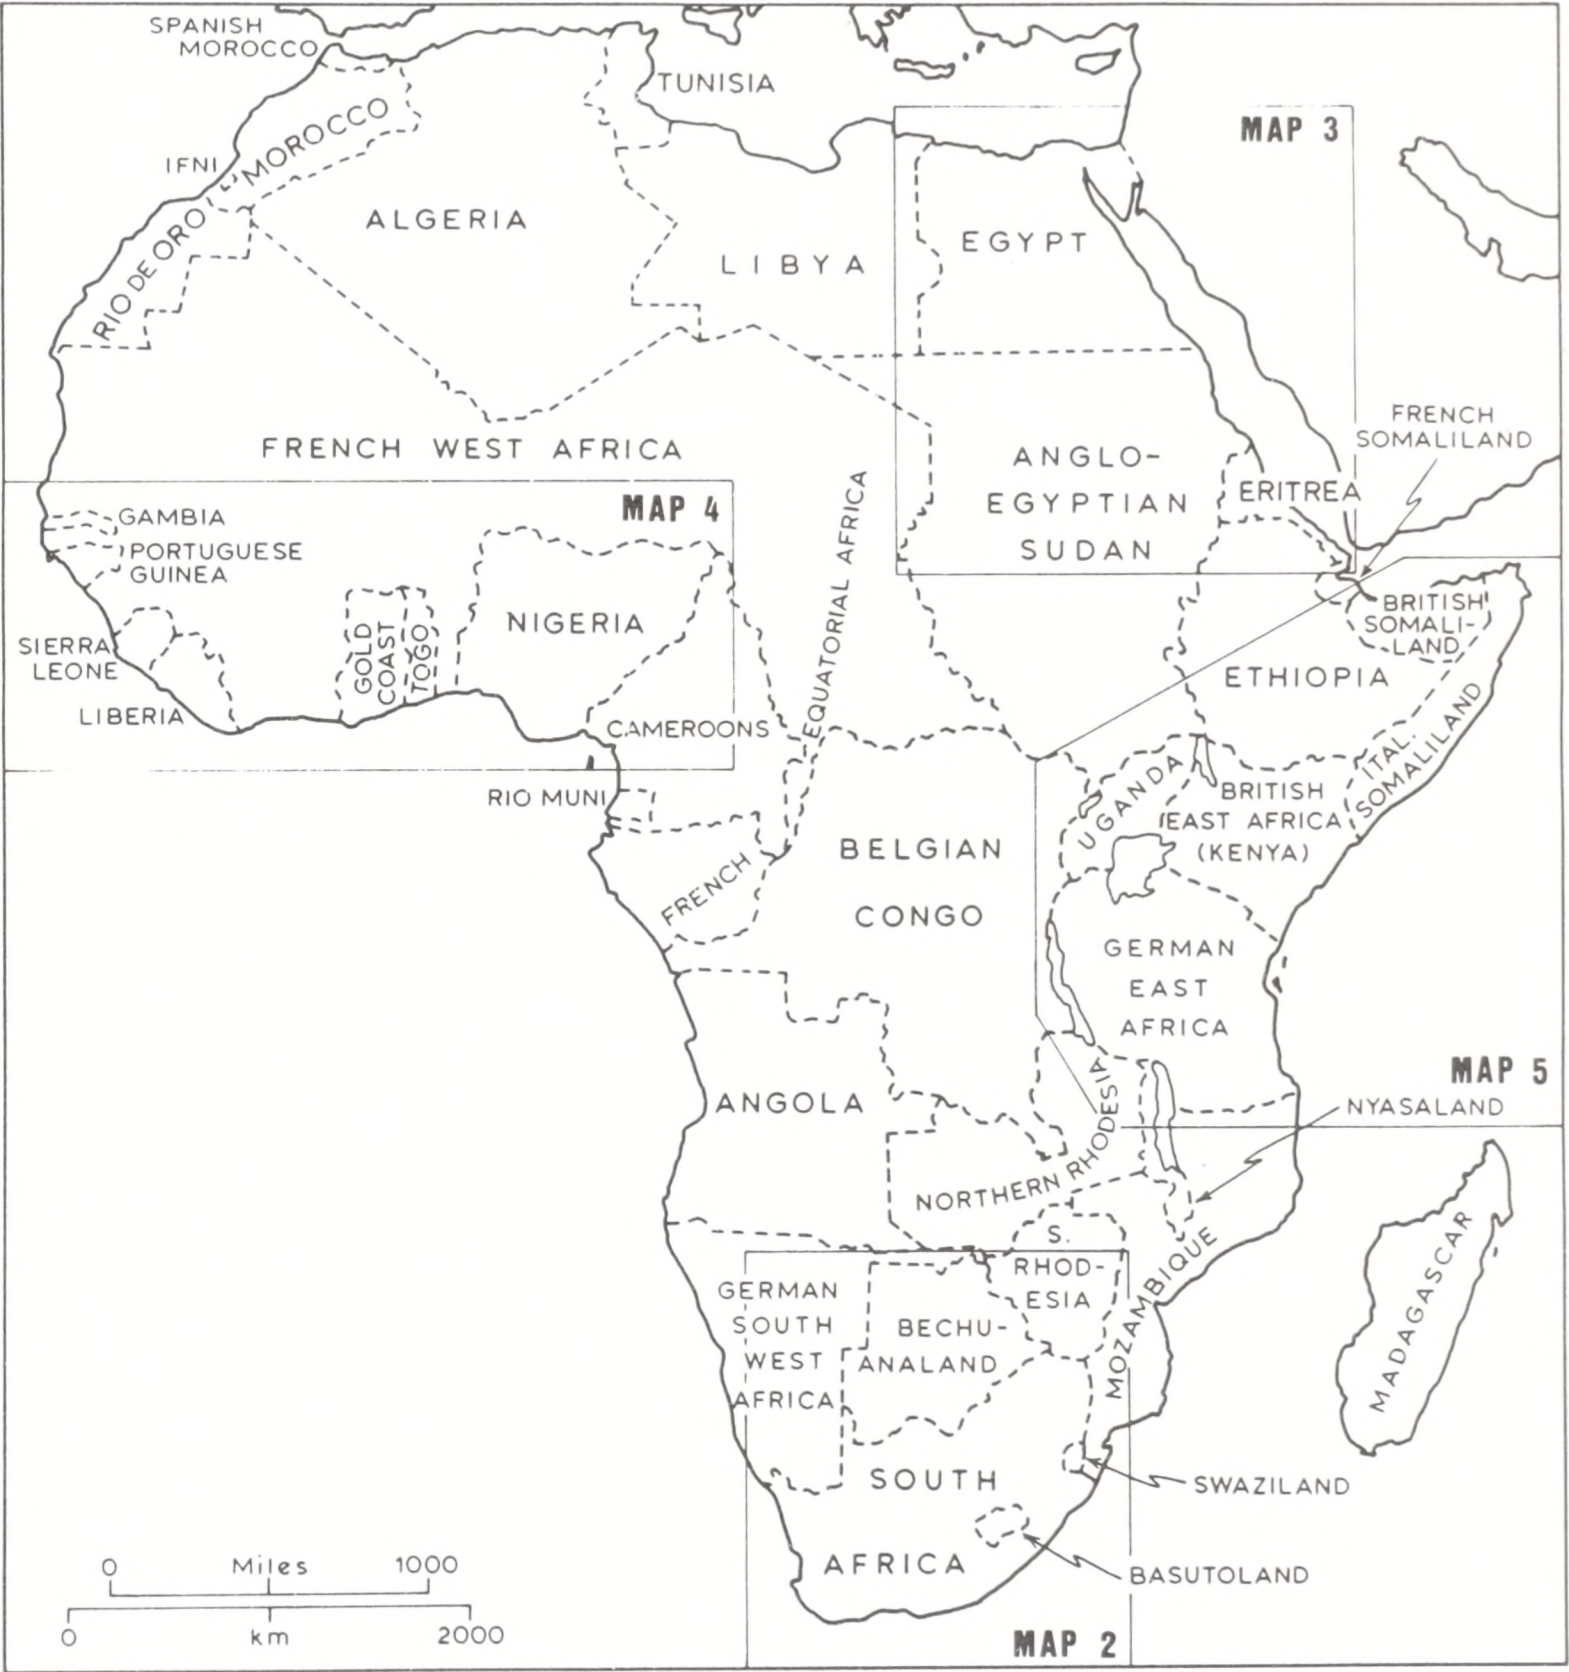 SPANISH
MOROCCO
TUNISIA
MAP 3
MOROCCO
IFNI
ALGERIA
RIO DE ORO
LIBYA
EGYPT
FRENCH
SOMALILAND
FRENCH WEST AFRICA
ANGLO-
EGYPTIAN
SUDAN
ERITREA
MAP 4
GAMBIA
PORTUGUESE
GUINEA
NIGERIA
GOLD
COAST
TOGO
SIERRA
LEONE
LIBERIA
CAMEROONS
EQUATORIAL AFRICA
BRITISH
SOMALI-
LAND
ETHIOPIA
ITAL.
SOMALILAND
UGANDA
BRITISH
EAST AFRICA
(KENYA)
RIO MUNI
FRENCH
BELGIAN
CONGO
GERMAN
EAST
AFRICA
MAP 5
NYASALAND
ANGOLA
NORTHERN RHODESIA
S.
RHOD-
ESIA
MOZAMBIQUE
MADAGASCAR
GERMAN
SOUTH
WEST
AFRICA
BECHU-
ANALAND
SOUTH
AFRICA
SWAZILAND
BASUTOLAND
0 Miles 1000
0 km 2000
MAP 2